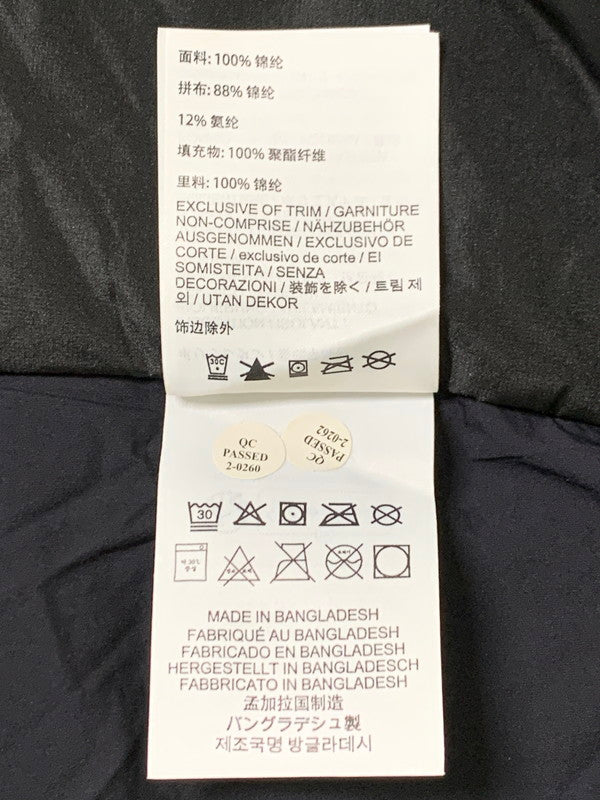 面料: 100% 锦纶
拼布: 88% 锦纶
12% 氨纶
填充物: 100% 聚酯纤维
里料: 100% 锦纶
EXCLUSIVE OF TRIM / GARNITURE
NON-COMPRISE / NÄHZUBEHÖR
AUSGENOMMEN / EXCLUSIVO DE
CORTE / exclusivo de corte / EI
SOMISTEITA / SENZA
DECORAZIONI / 装飾を除く / 트림 제
외 / UTAN DEKOR
饰边除外
30C
QC
PASSED
2-0260
QC
PASSED
2-0262
30
MADE IN BANGLADESH
FABRIQUÉ AU BANGLADESH
FABRICADO EN BANGLADESH
HERGESTELLT IN BANGLADESCH
FABBRICATO IN BANGLADESH
孟加拉国制造
バングラデシュ製
제조국명 방글라데시